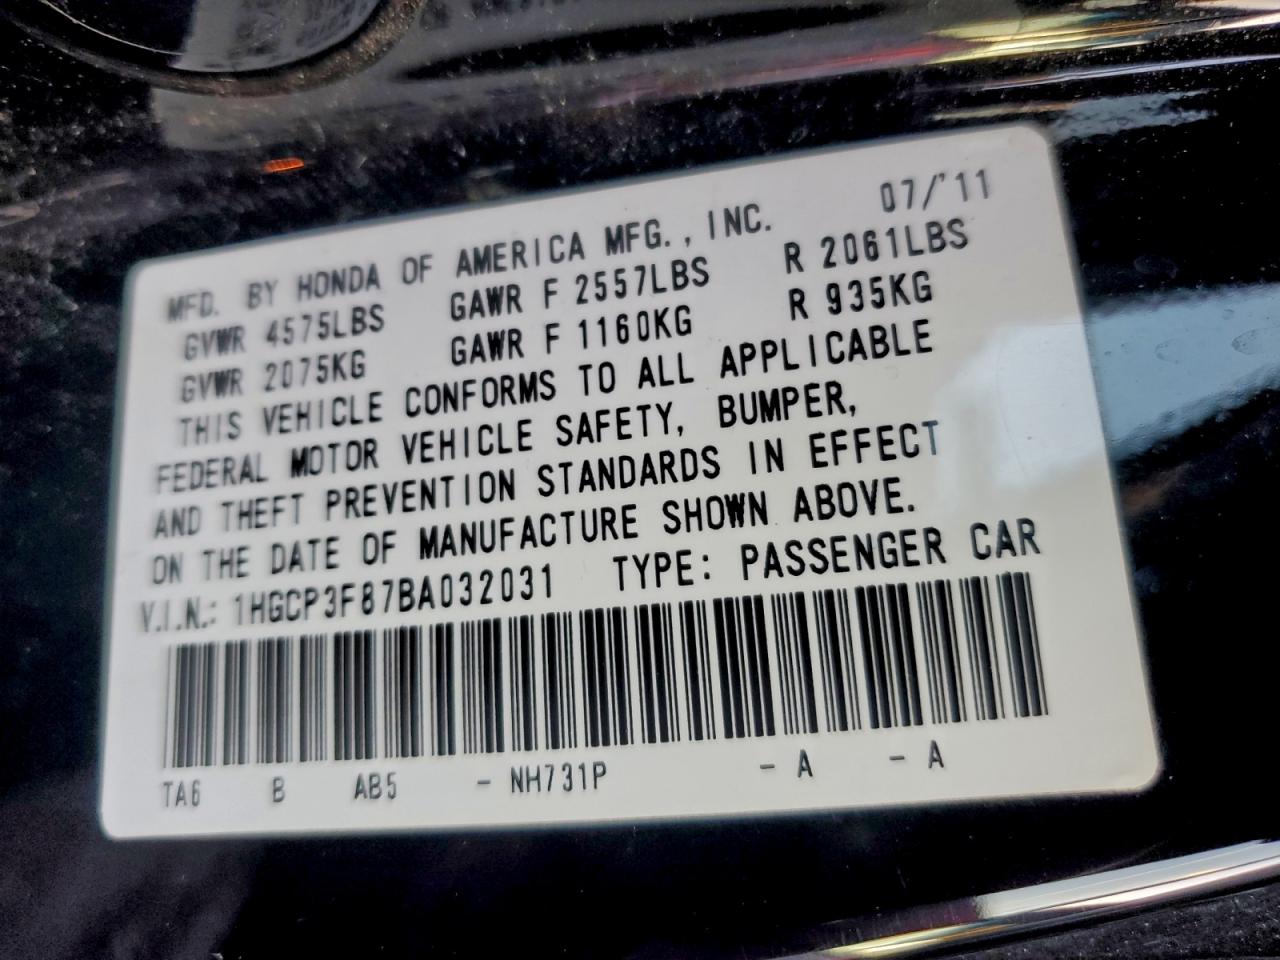 MFD. BY HONDA OF AMERICA MFG., INC. 07/'11
GVWR 4575LBS GAWR F 2557LBS R 2061LBS
GVWR 2075KG GAWR F 1160KG R 935KG
THIS VEHICLE CONFORMS TO ALL APPLICABLE
FEDERAL MOTOR VEHICLE SAFETY, BUMPER,
AND THEFT PREVENTION STANDARDS IN EFFECT
ON THE DATE OF MANUFACTURE SHOWN ABOVE.
V.I.N.: 1HGCP3F87BA032031 TYPE: PASSENGER CAR
TA6 B AB5 - NH731P - A - A